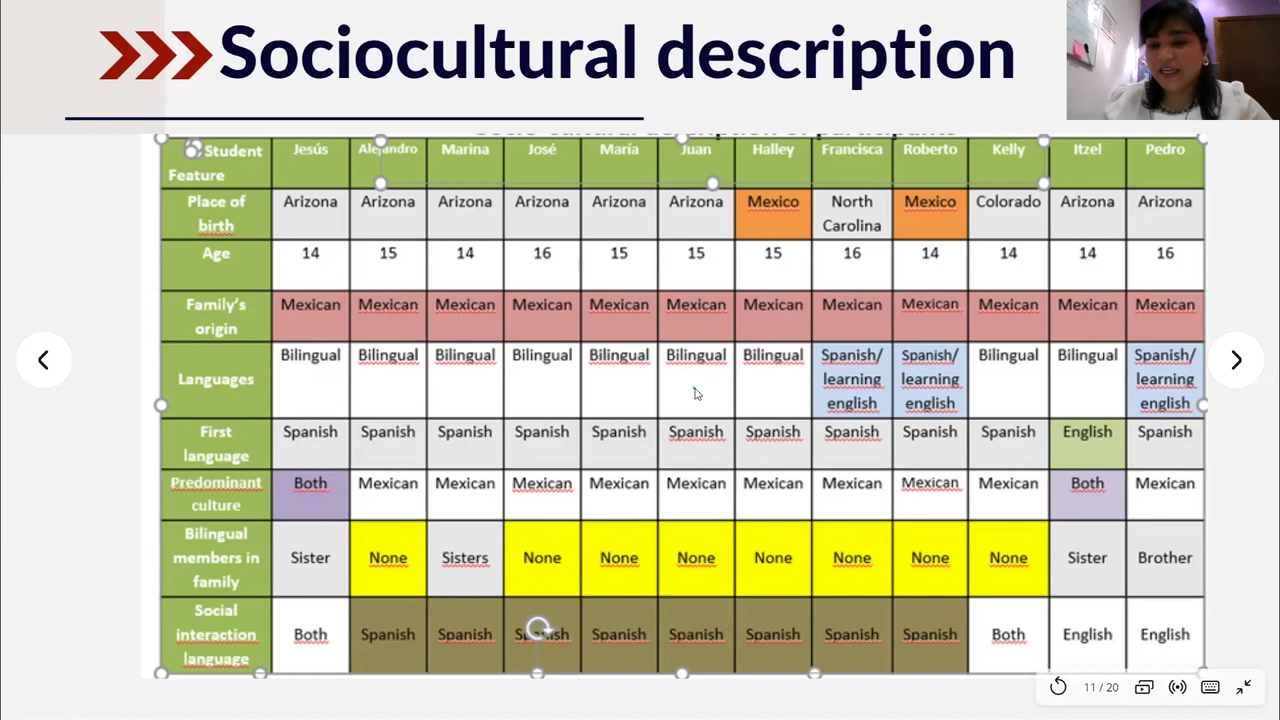 Sociocultural description
Student Jesús Alejandro Marina José María Juan Halley Francisca Roberto Kelly Itzel Pedro
Feature
Place of birth Arizona Arizona Arizona Arizona Arizona Arizona Mexico North Carolina Mexico Colorado Arizona Arizona
Age 14 15 14 16 15 15 15 16 14 14 14 16
Family's origin Mexican Mexican Mexican Mexican Mexican Mexican Mexican Mexican Mexican Mexican Mexican Mexican
Languages Bilingual Bilingual Bilingual Bilingual Bilingual Bilingual Bilingual Spanish/ learning english Spanish/ learning english Bilingual Bilingual Spanish/ learning english
First language Spanish Spanish Spanish Spanish Spanish Spanish Spanish Spanish Spanish Spanish English Spanish
Predominant culture Both Mexican Mexican Mexican Mexican Mexican Mexican Mexican Mexican Mexican Both Mexican
Bilingual members in family Sister None Sisters None None None None None None None Sister Brother
Social interaction language Both Spanish Spanish Spanish Spanish Spanish Spanish Spanish Spanish Both English English
11 / 20